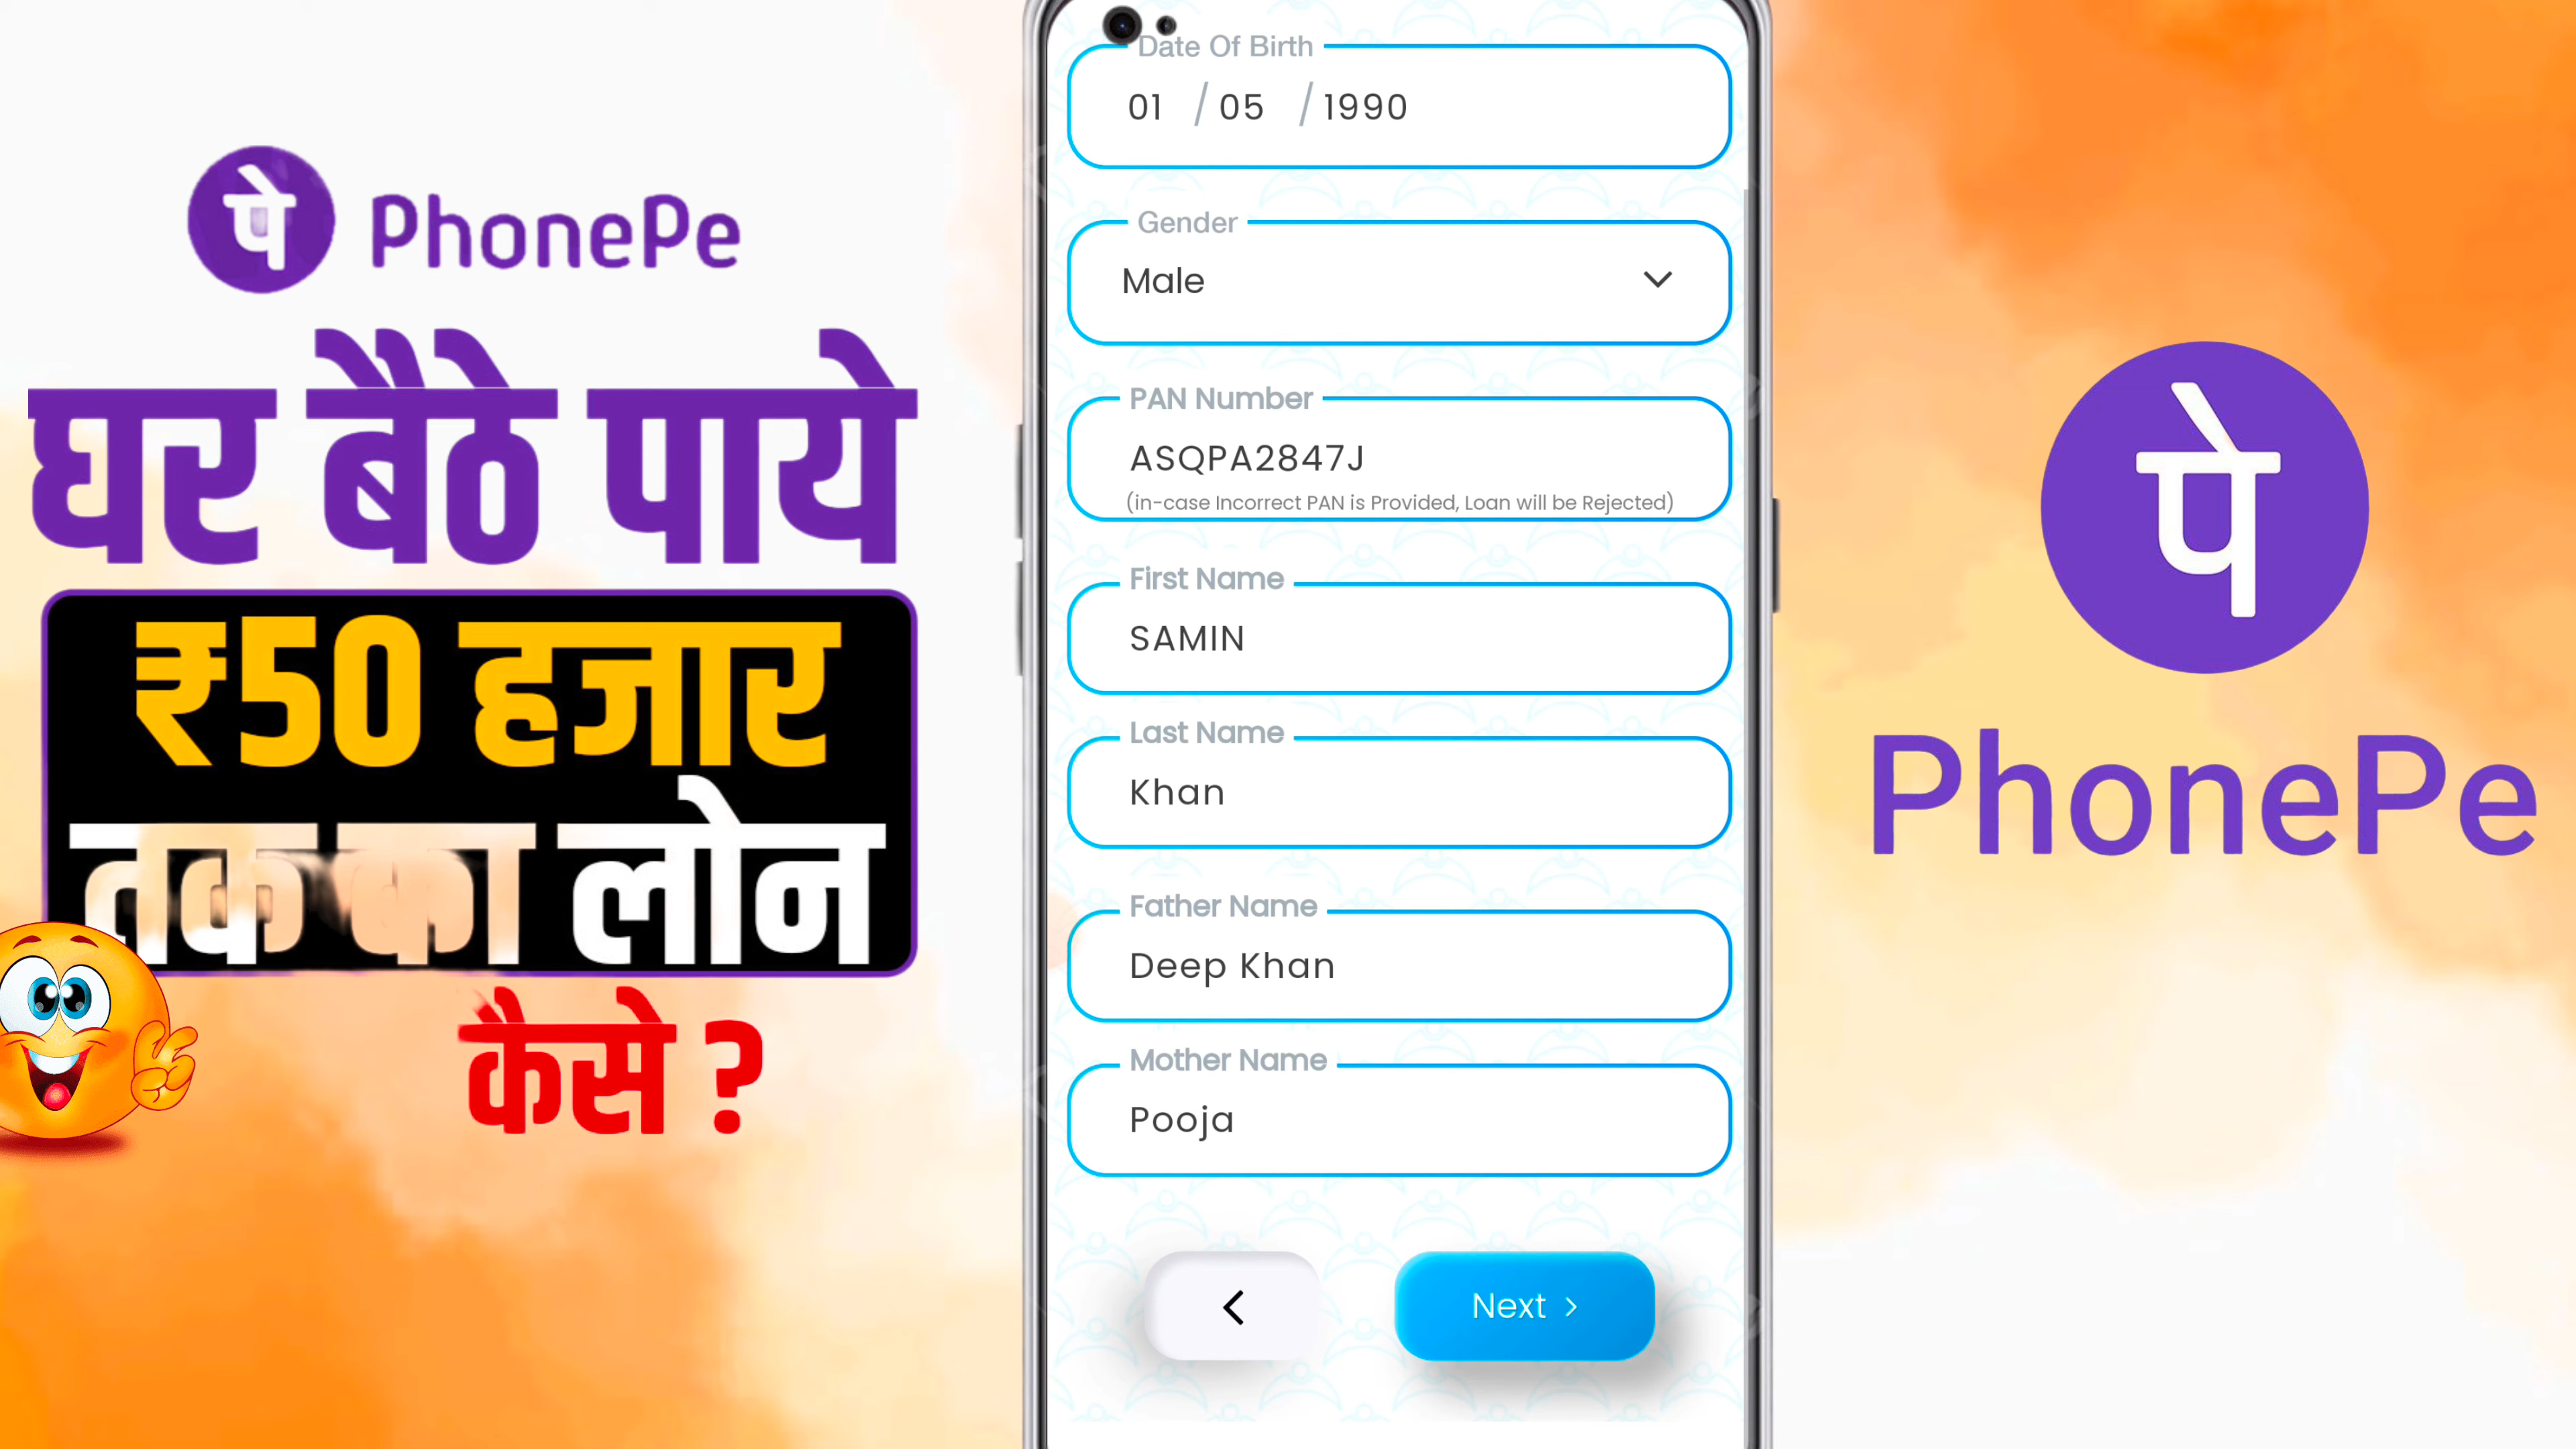 पे PhonePe
घर बैठे पाये
₹50 हजार
तक का लोन
कैसे ?
Date Of Birth
01 / 05 / 1990
Gender
Male
PAN Number
ASQPA2847J
(in-case Incorrect PAN is Provided, Loan will be Rejected)
First Name
SAMIN
Last Name
Khan
Father Name
Deep Khan
Mother Name
Pooja
Next >
पे
PhonePe